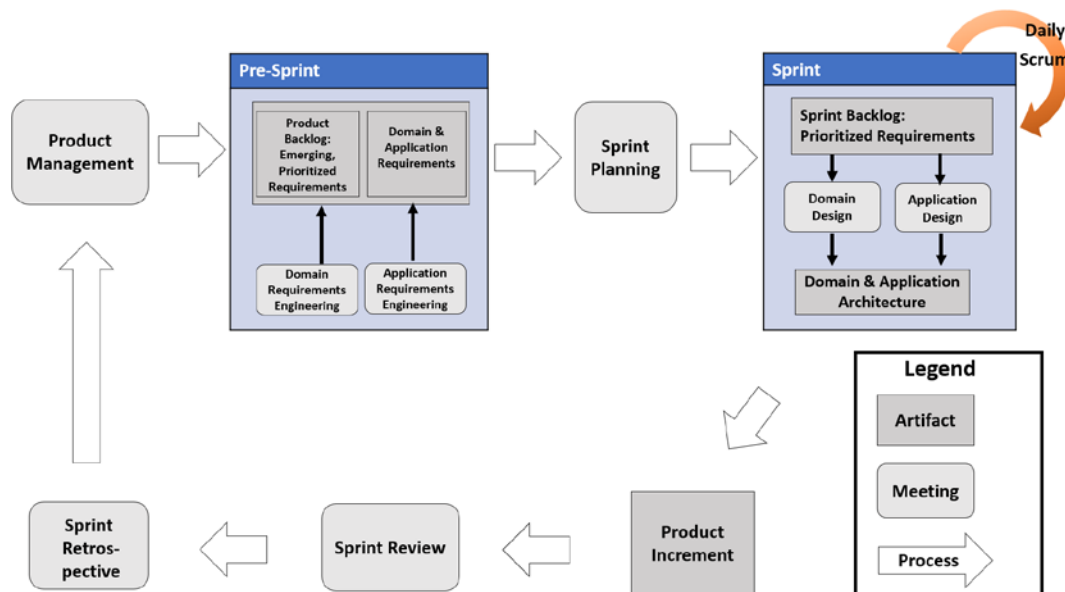 Daily
Scrum
Pre-Sprint
Sprint
Product
Management
Product
Backlog:
Emerging,
Prioritized
Requirements
Domain &
Application
Requirements
Domain
Requirements
Engineering
Application
Requirements
Engineering
Sprint
Planning
Sprint Backlog:
Prioritized Requirements
Domain
Design
Application
Design
Domain & Application
Architecture
Legend
Artifact
Meeting
Process
Product
Increment
Sprint Review
Sprint
Retros-
pective